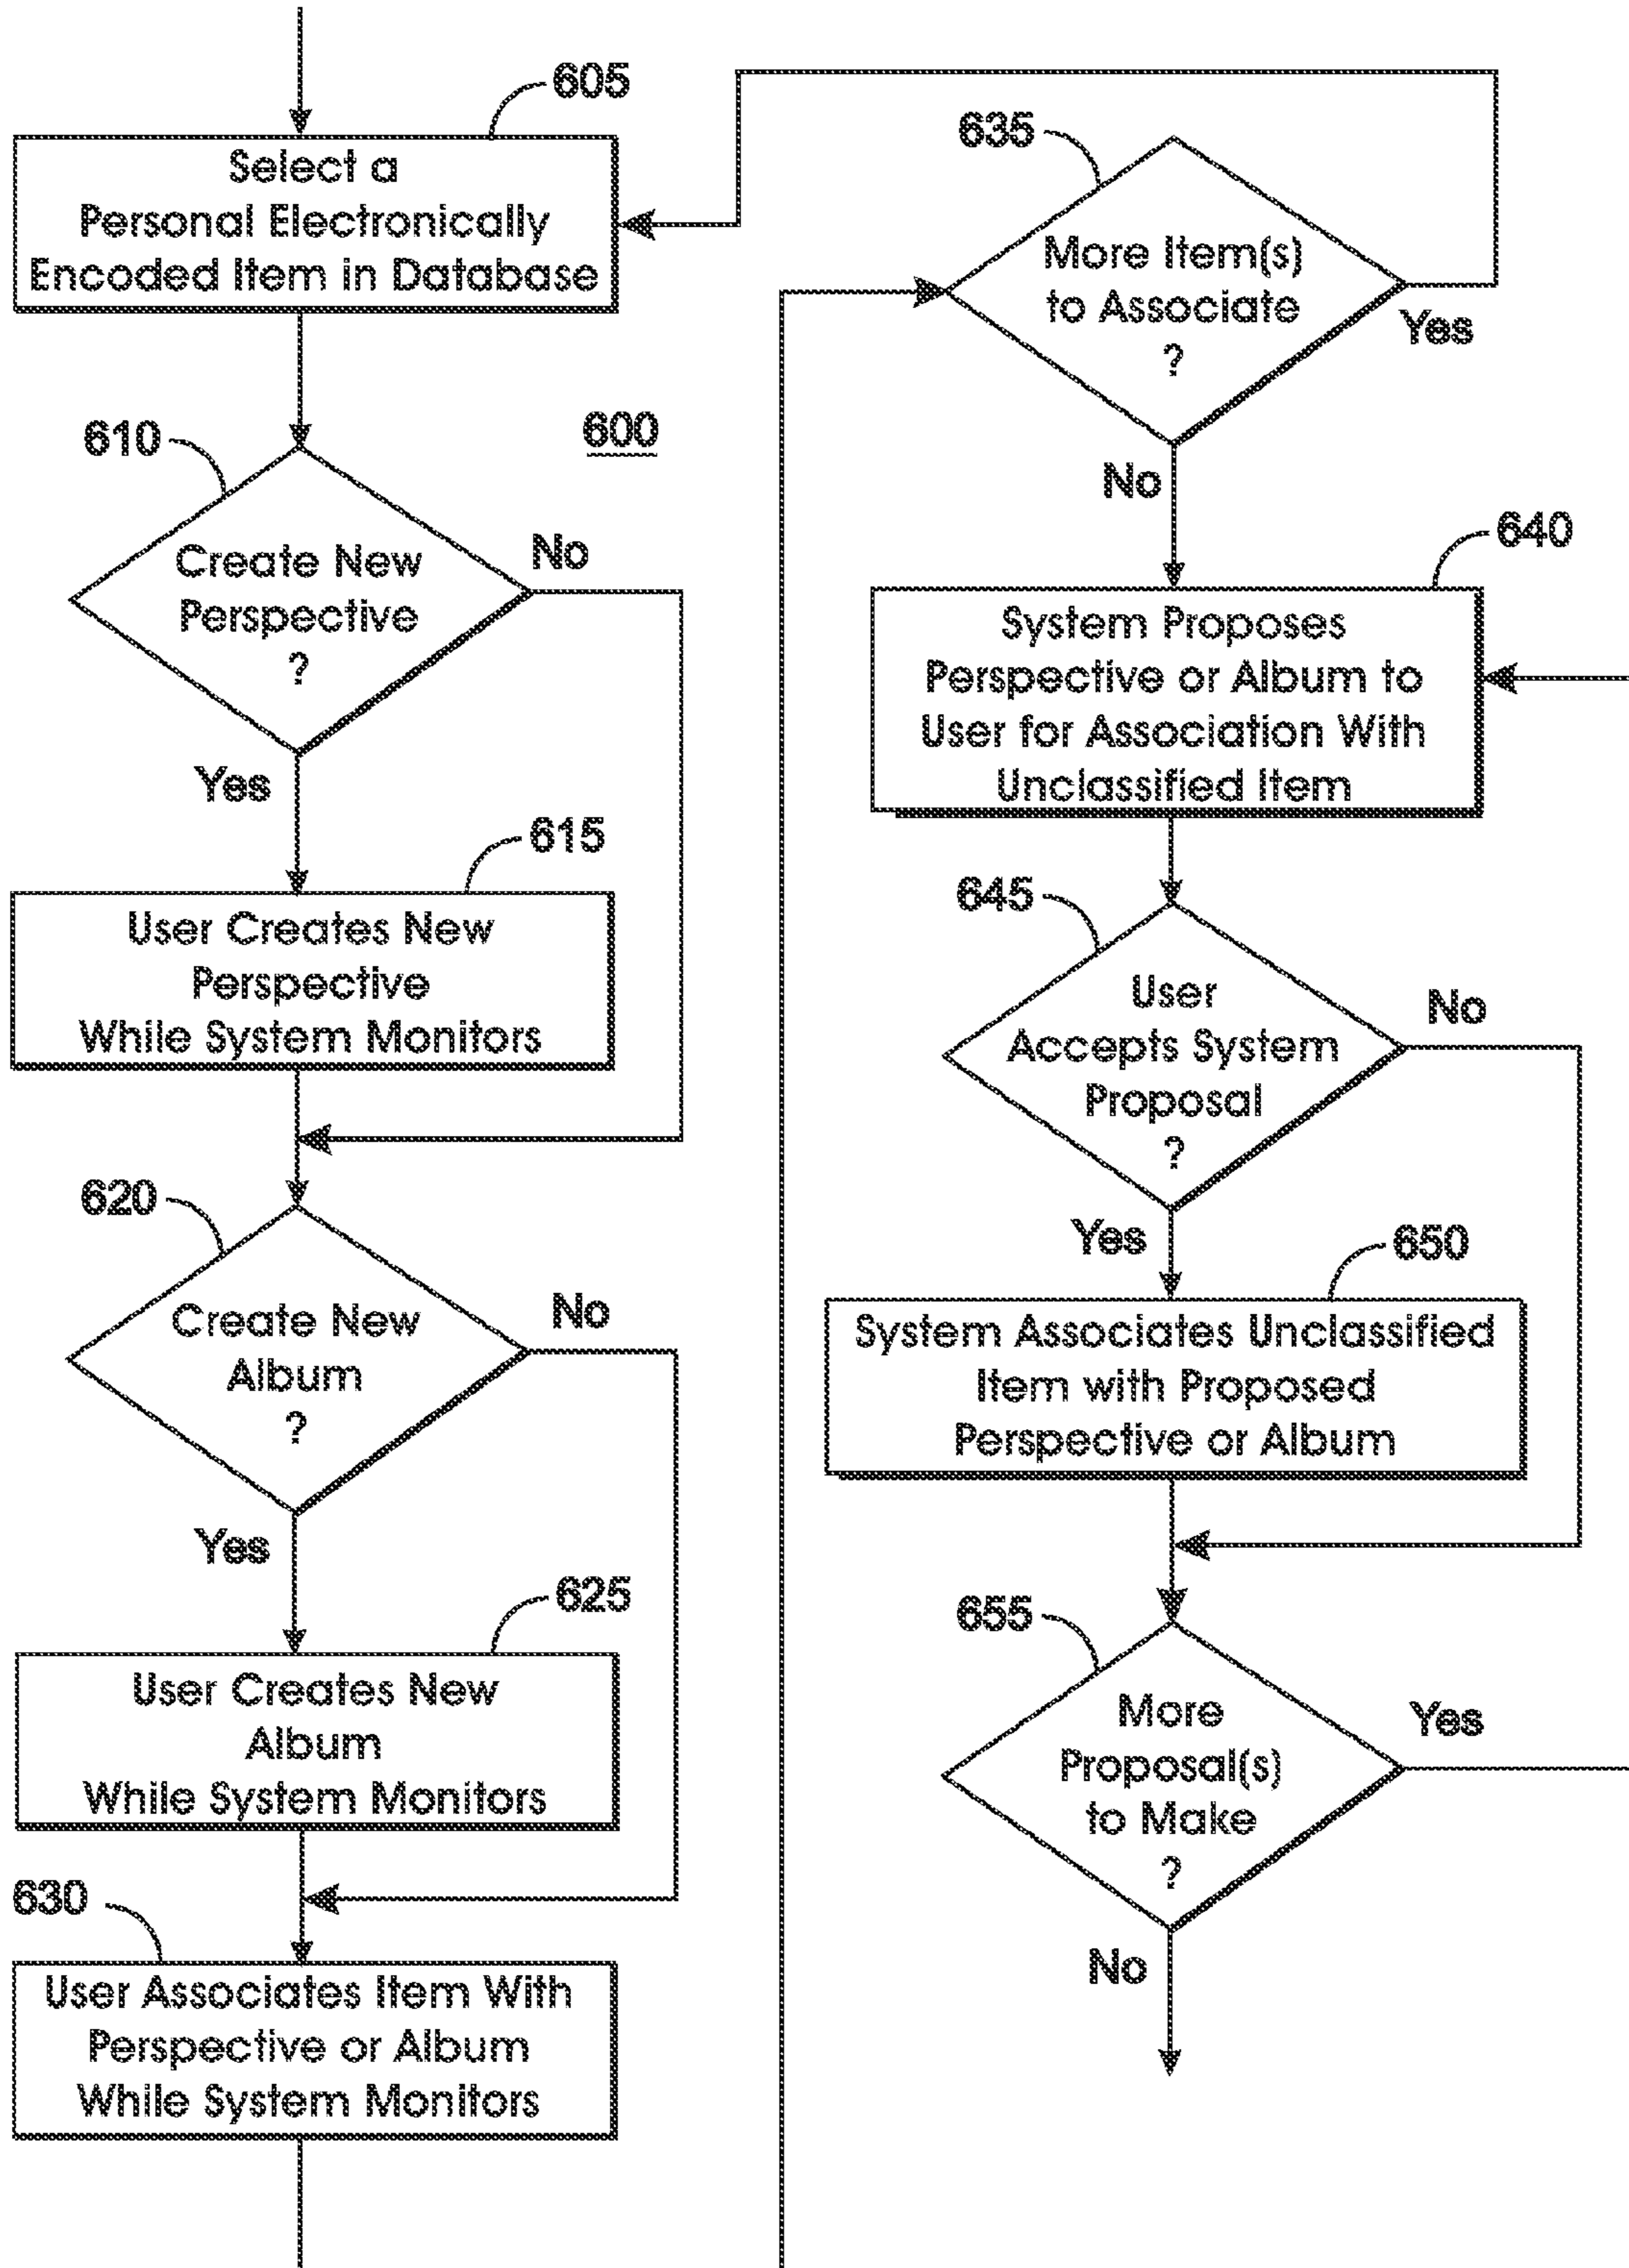 605
Select a
Personal Electronically
Encoded Item in Database
610
600
Create New
Perspective
?
No
Yes
615
User Creates New
Perspective
While System Monitors
620
Create New
Album
?
No
Yes
625
User Creates New
Album
While System Monitors
630
User Associates Item With
Perspective or Album
While System Monitors
635
More Item(s)
to Associate
?
Yes
No
640
System Proposes
Perspective or Album to
User for Association With
Unclassified Item
645
User
Accepts System
Proposal
?
No
Yes
650
System Associates Unclassified
Item with Proposed
Perspective or Album
655
More
Proposal(s)
to Make
?
Yes
No